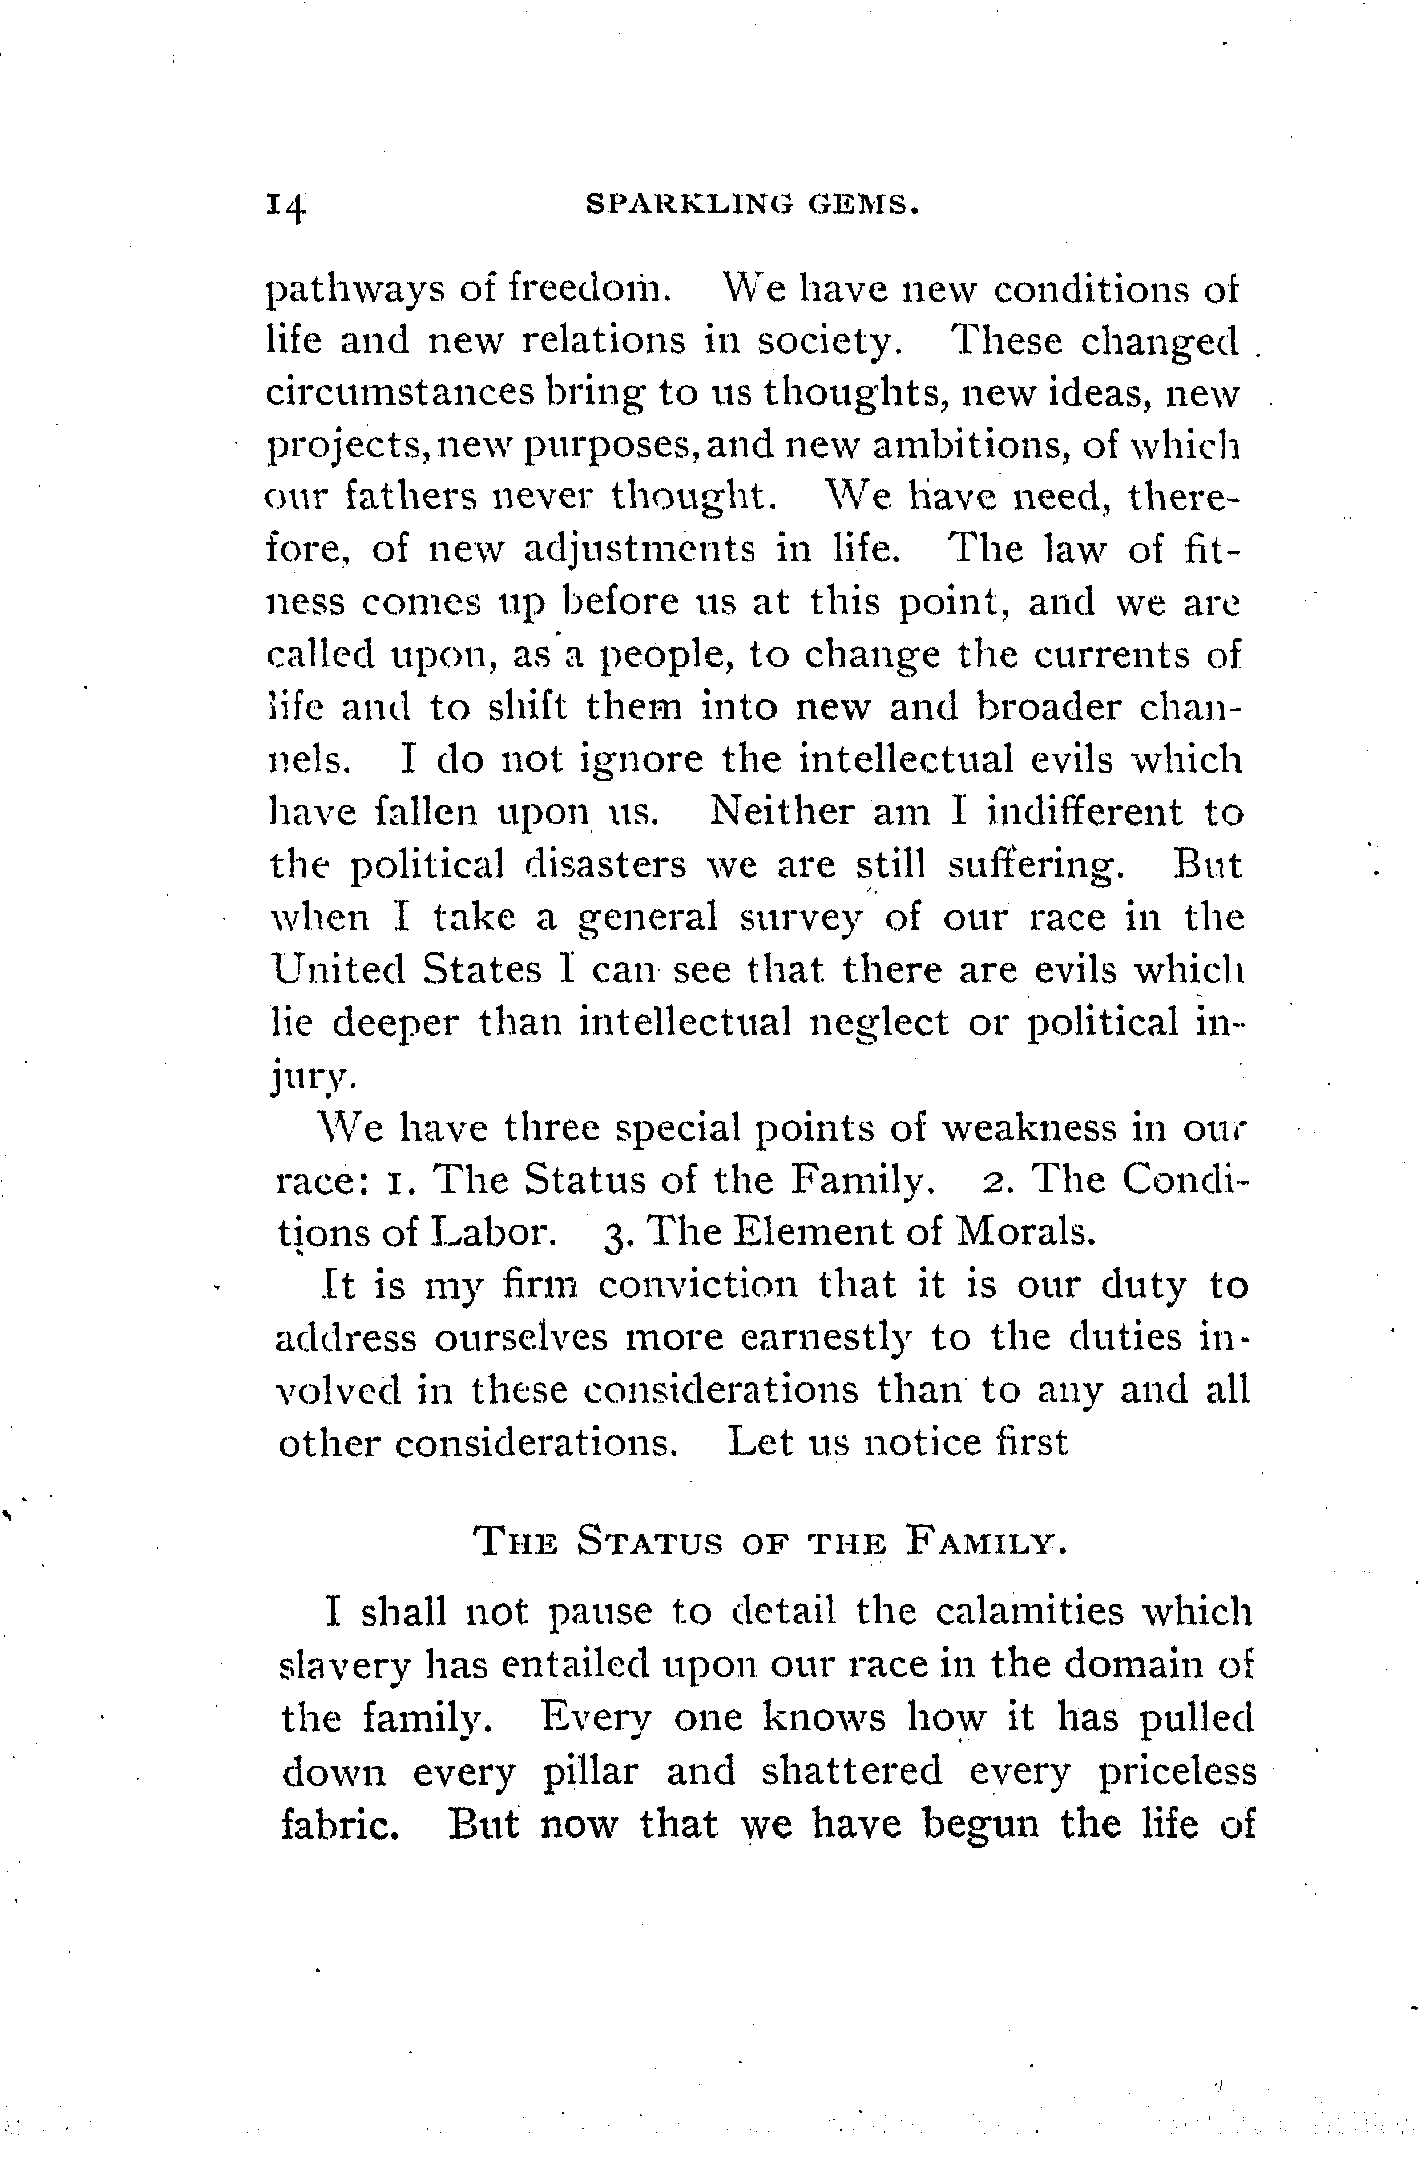 14 SPARKLING GEMS.
pathways of freedom. We have new conditions of
life and new relations in society. These changed
circumstances bring to us thoughts, new ideas, new
projects, new purposes, and new ambitions, of which
our fathers never thought. We have need, there-
fore, of new adjustments in life. The law of fit-
ness comes up before us at this point, and we are
called upon, as a people, to change the currents of
life and to shift them into new and broader chan-
nels. I do not ignore the intellectual evils which
have fallen upon us. Neither am I indifferent to
the political disasters we are still suffering. But
when I take a general survey of our race in the
United States I can see that there are evils which
lie deeper than intellectual neglect or political in-
jury.
We have three special points of weakness in our
race: 1. The Status of the Family. 2. The Condi-
tions of Labor. 3. The Element of Morals.
It is my firm conviction that it is our duty to
address ourselves more earnestly to the duties in-
volved in these considerations than to any and all
other considerations. Let us notice first
THE STATUS OF THE FAMILY.
I shall not pause to detail the calamities which
slavery has entailed upon our race in the domain of
the family. Every one knows how it has pulled
down every pillar and shattered every priceless
fabric. But now that we have begun the life of